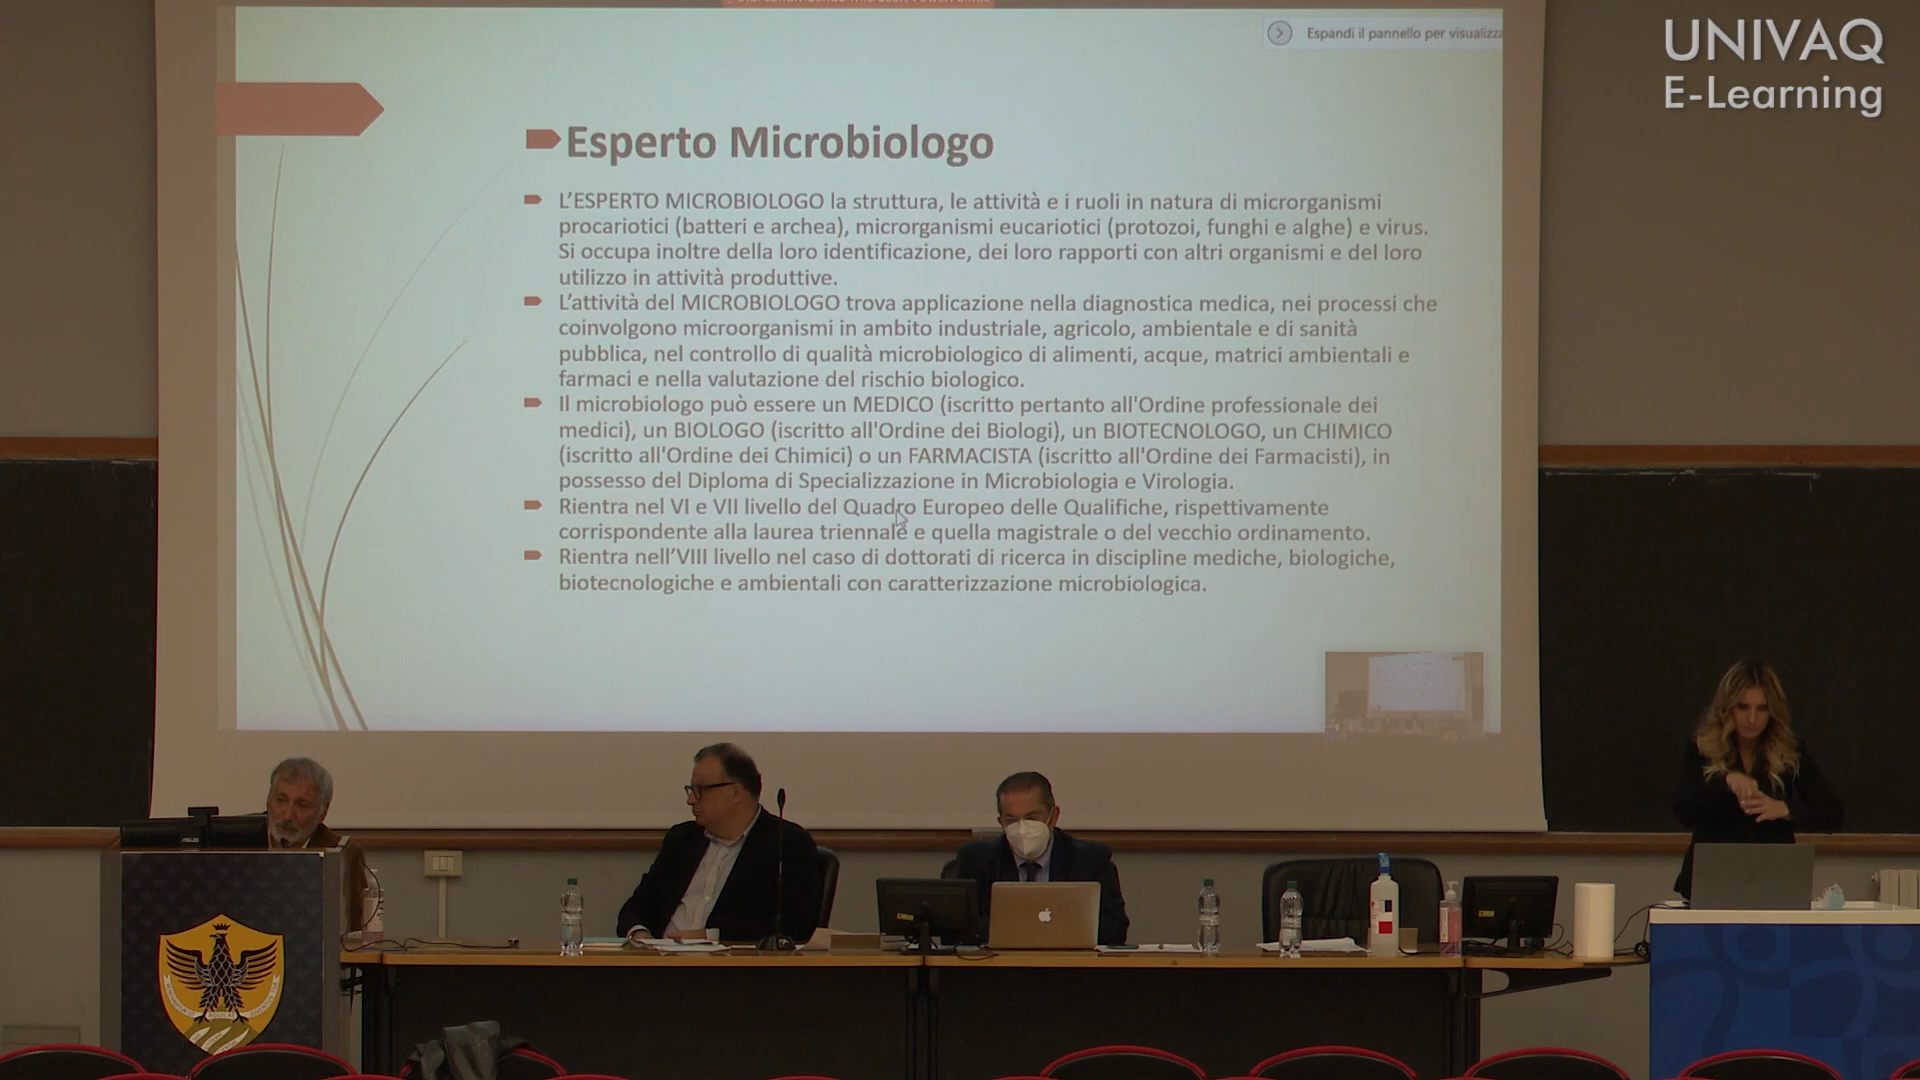 Espandi il pannello per visualizza
UNIVAQ
E-Learning
Esperto Microbiologo
L'ESPERTO MICROBIOLOGO la struttura, le attività e i ruoli in natura di microrganismi
procariotici (batteri e archea), microrganismi eucariotici (protozoi, funghi e alghe) e virus.
Si occupa inoltre della loro identificazione, dei loro rapporti con altri organismi e del loro
utilizzo in attività produttive.
L'attività del MICROBIOLOGO trova applicazione nella diagnostica medica, nei processi che
coinvolgono microorganismi in ambito industriale, agricolo, ambientale e di sanità
pubblica, nel controllo di qualità microbiologico di alimenti, acque, matrici ambientali e
farmaci e nella valutazione del rischio biologico.
Il microbiologo può essere un MEDICO (iscritto pertanto all'Ordine professionale dei
medici), un BIOLOGO (iscritto all'Ordine dei Biologi), un BIOTECNOLOGO, un CHIMICO
(iscritto all'Ordine dei Chimici) o un FARMACISTA (iscritto all'Ordine dei Farmacisti), in
possesso del Diploma di Specializzazione in Microbiologia e Virologia.
Rientra nel VI e VII livello del Quadro Europeo delle Qualifiche, rispettivamente
corrispondente alla laurea triennale e quella magistrale o del vecchio ordinamento.
Rientra nell'VIII livello nel caso di dottorati di ricerca in discipline mediche, biologiche,
biotecnologiche e ambientali con caratterizzazione microbiologica.